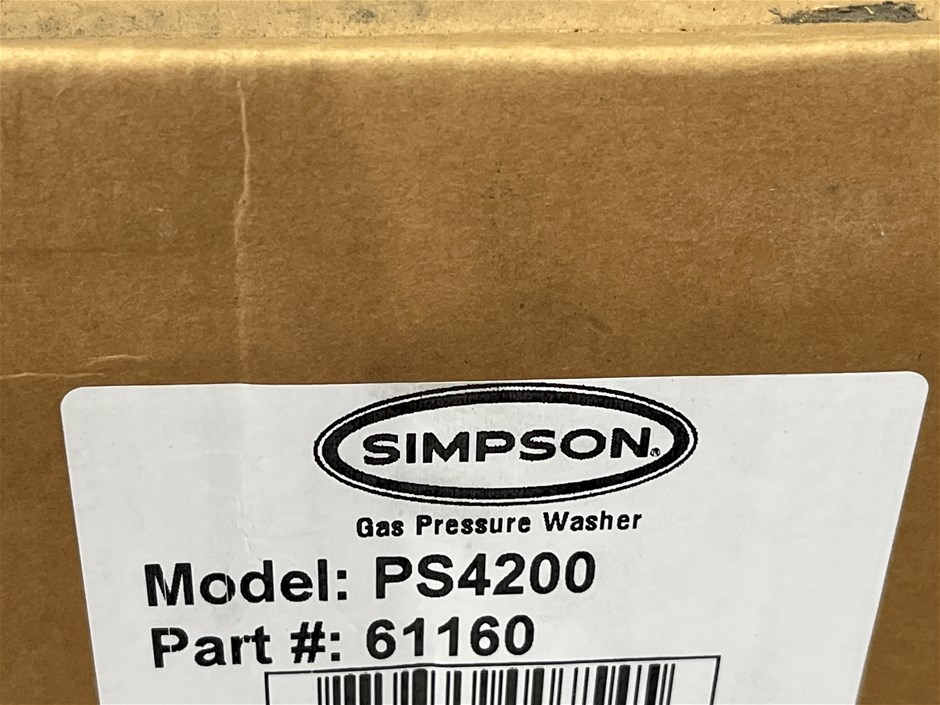 SIMPSON®
Gas Pressure Washer
Model: PS4200
Part #: 61160